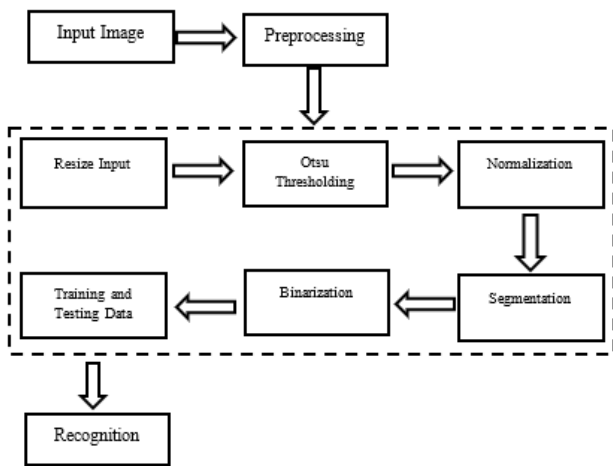 Input Image
Preprocessing
Resize Input
Otsu
Thresholding
Normalization
Segmentation
Binarization
Training and
Testing Data
Recognition